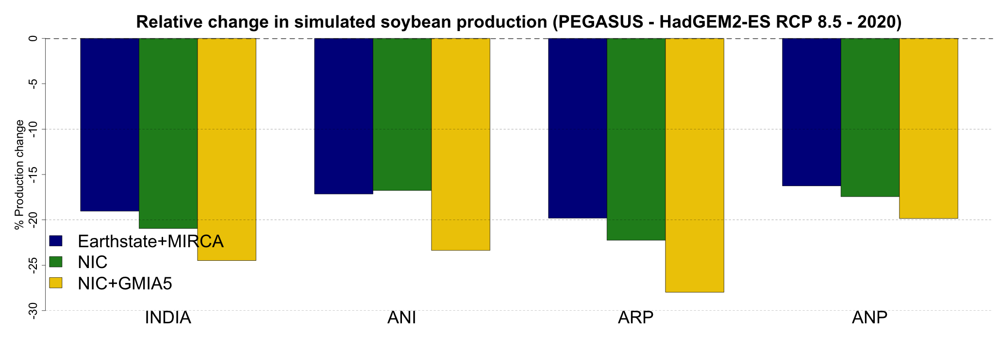 Relative change in simulated soybean production (PEGASUS - HadGEM2-ES RCP 8.5 - 2020)
% Production change
0
-5
-10
-15
-20
-25
-30
Earthstate+MIRCA
NIC
NIC+GMIA5
INDIA
ANI
ARP
ANP